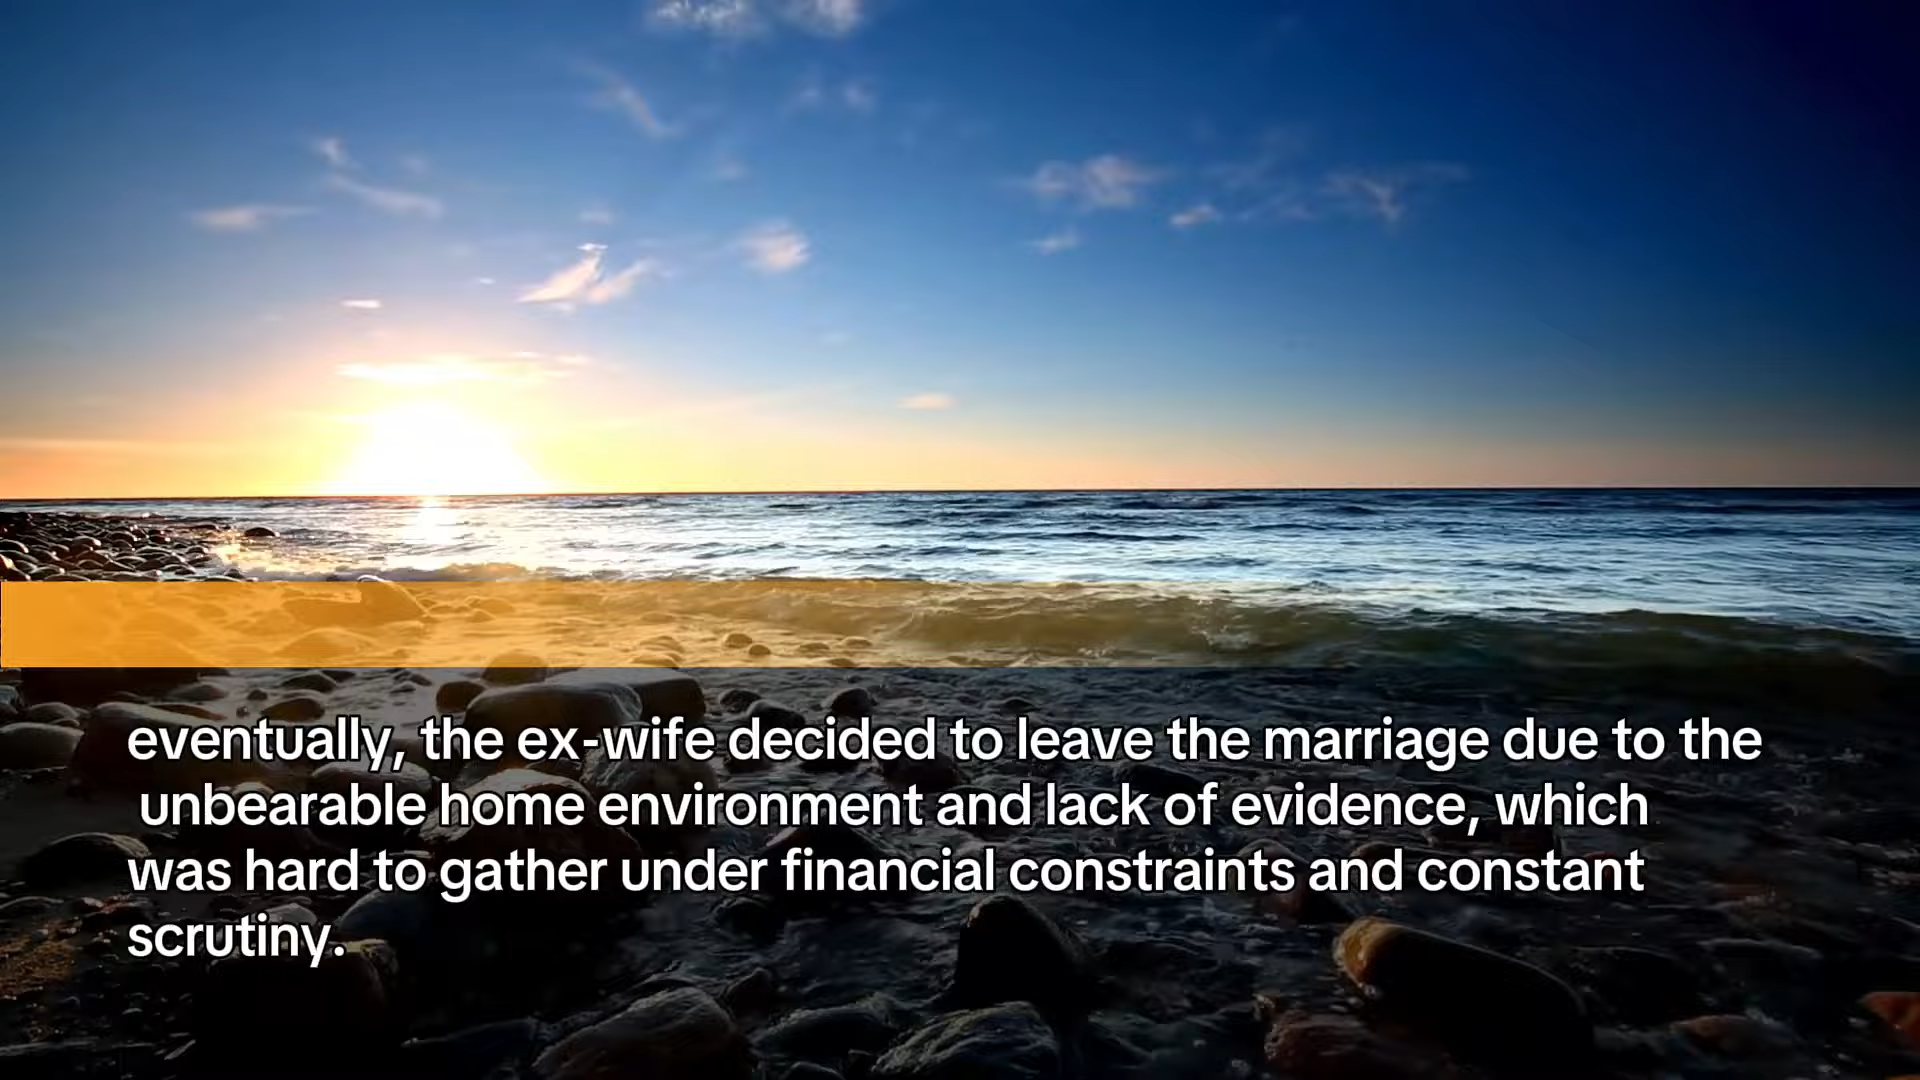 eventually, the ex-wife decided to leave the marriage due to the
unbearable home environment and lack of evidence, which
was hard to gather under financial constraints and constant
scrutiny.